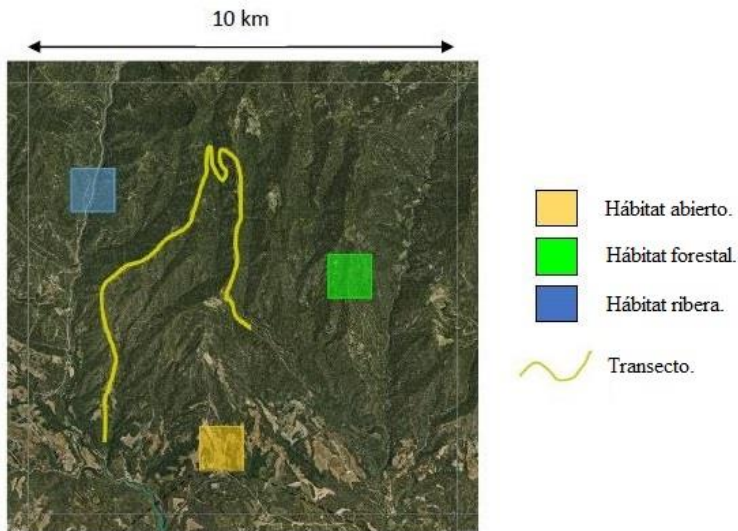 10 km
Hábitat abierto.
Hábitat forestal.
Hábitat ribera.
Transecto.